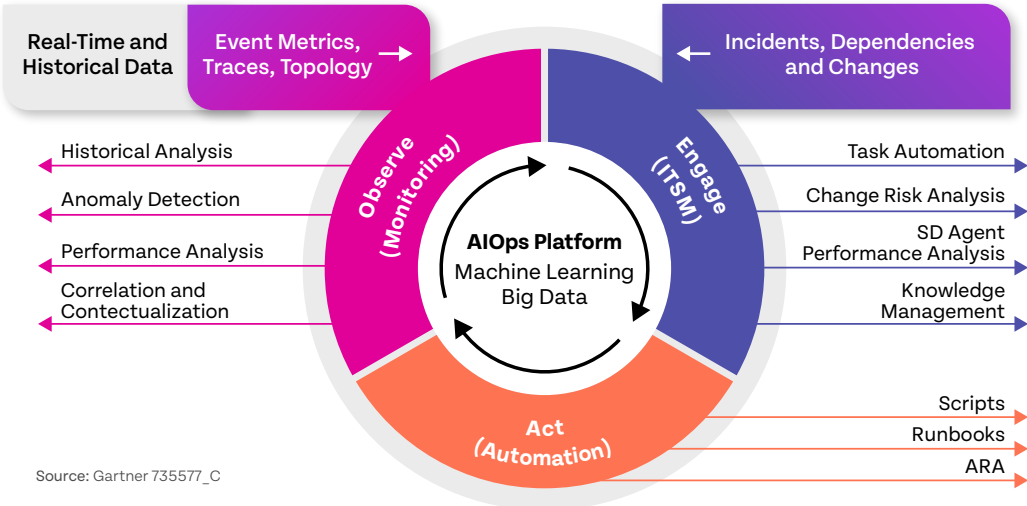 Real-Time and
Historical Data
Event Metrics,
Traces, Topology
Incidents, Dependencies
and Changes
Historical Analysis
Anomaly Detection
Performance Analysis
Correlation and
Contectualization
Observe
(Monitoring)
Engage
(ITSM)
AIOps Platform
Machine Learning
Big Data
Task Automation
Change Risk Analysis
SD Agent
Performance Analysis
Knowledge
Management
Act
(Automation)
Scripts
Runbooks
ARA
Source: Gartner 735577_C